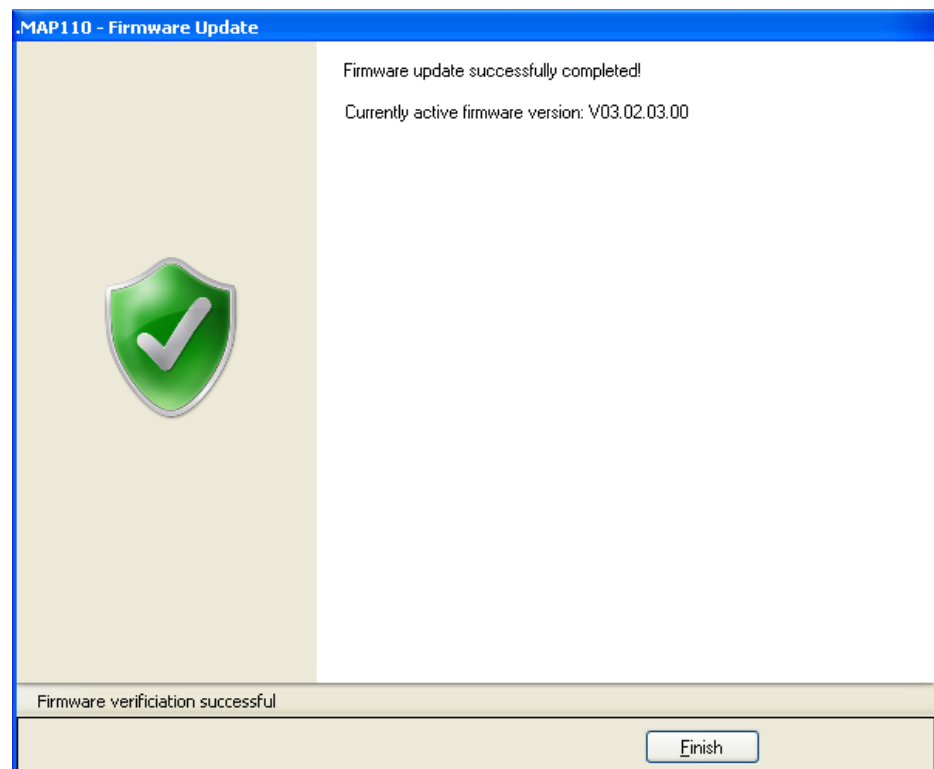 .MAP110 - Firmware Update
Firmware update successfully completed!
Currently active firmware version: V03.02.03.00
Firmware verificiation successful
Finish